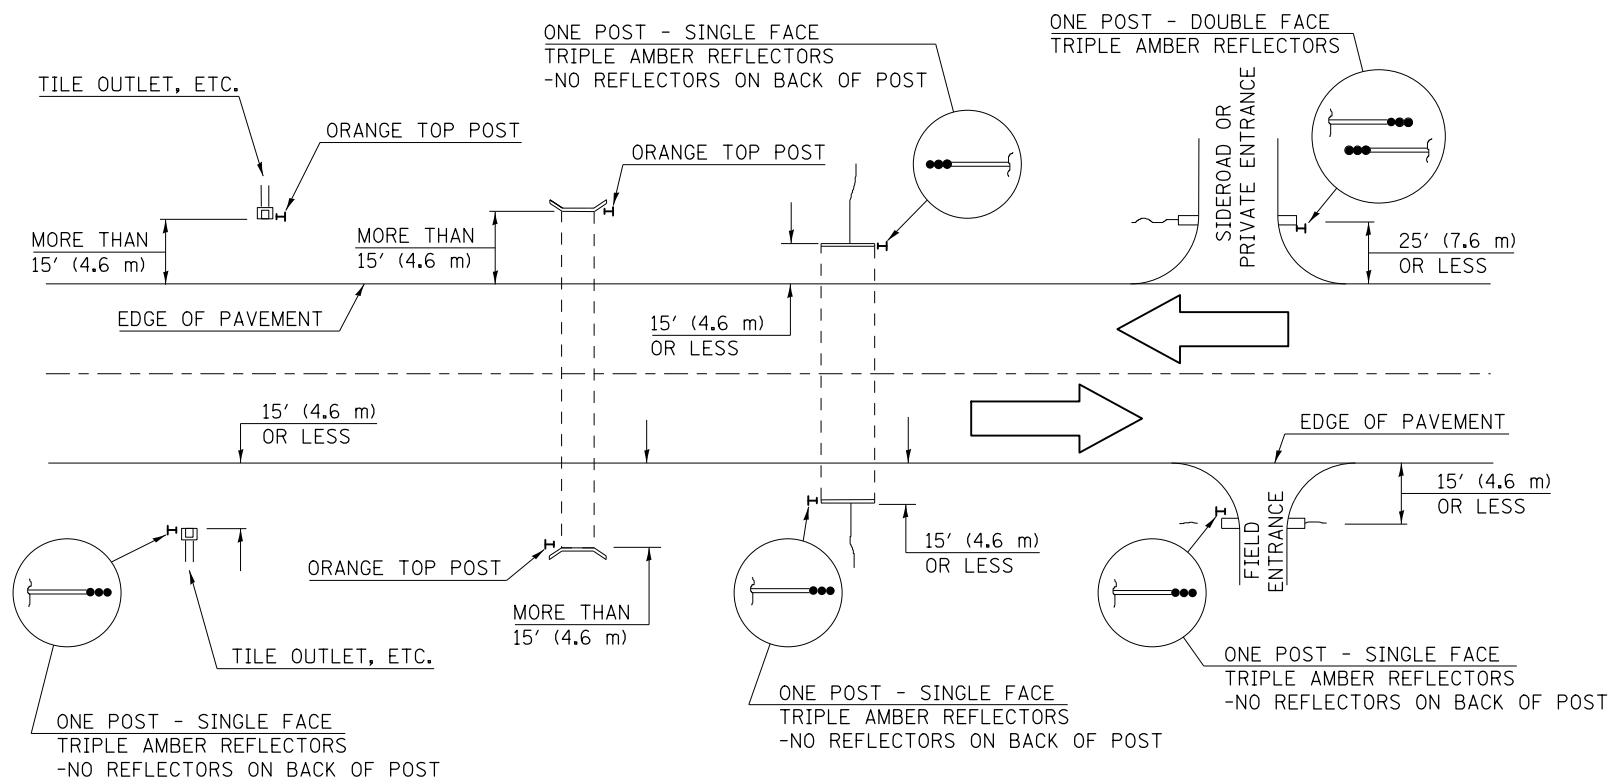 ONE POST - SINGLE FACE
TRIPLE AMBER REFLECTORS
-NO REFLECTORS ON BACK OF POST
ONE POST - DOUBLE FACE
TRIPLE AMBER REFLECTORS
TILE OUTLET, ETC.
ORANGE TOP POST
ORANGE TOP POST
SIDEROAD OR
PRIVATE ENTRANCE
MORE THAN
15' (4.6 m)
MORE THAN
15' (4.6 m)
25' (7.6 m)
OR LESS
EDGE OF PAVEMENT
15' (4.6 m)
OR LESS
15' (4.6 m)
OR LESS
EDGE OF PAVEMENT
15' (4.6 m)
OR LESS
FIELD
ENTRANCE
15' (4.6 m)
OR LESS
ORANGE TOP POST
MORE THAN
15' (4.6 m)
TILE OUTLET, ETC.
ONE POST - SINGLE FACE
TRIPLE AMBER REFLECTORS
-NO REFLECTORS ON BACK OF POST
ONE POST - SINGLE FACE
TRIPLE AMBER REFLECTORS
-NO REFLECTORS ON BACK OF POST
ONE POST - SINGLE FACE
TRIPLE AMBER REFLECTORS
-NO REFLECTORS ON BACK OF POST